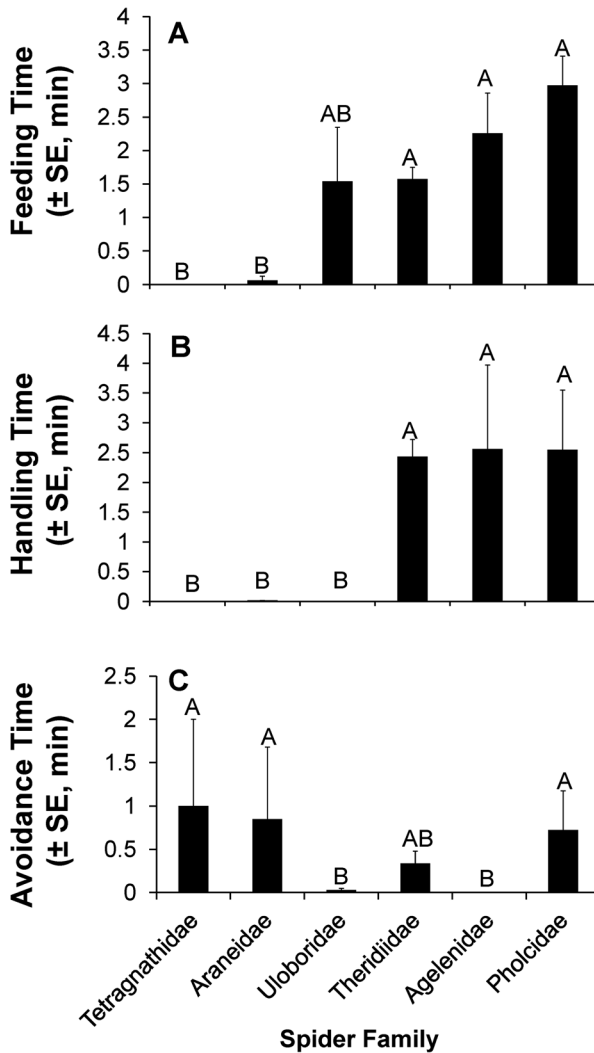 A
Feeding Time
(± SE, min)
4
3.5
3
2.5
2
1.5
1
0.5
0
B
B
AB
A
A
A
B
Handling Time
(± SE, min)
4.5
4
3.5
3
2.5
2
1.5
1
0.5
0
B
B
B
A
A
A
C
Avoidance Time
(± SE, min)
2.5
2
1.5
1
0.5
0
A
A
B
AB
B
A
Tetragnathidae
Araneidae
Uloboridae
Theridiidae
Agelenidae
Pholcidae
Spider Family